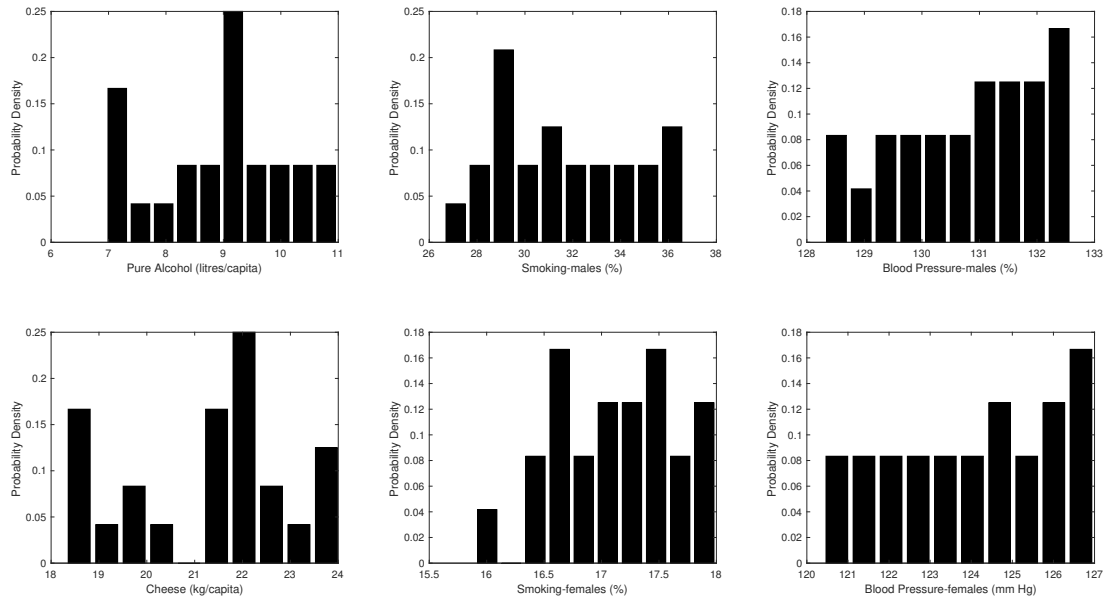 0.25
0.2
0.15
0.1
0.05
0
Probability Density
6 7 8 9 10 11
Pure Alcohol (litres/capita)
0.25
0.2
0.15
0.1
0.05
0
Probability Density
26 28 30 32 34 36 38
Smoking-males (%)
0.18
0.16
0.14
0.12
0.1
0.08
0.06
0.04
0.02
0
Probability Density
128 129 130 131 132 133
Blood Pressure-males (%)
0.25
0.2
0.15
0.1
0.05
0
Probability Density
18 19 20 21 22 23 24
Cheese (kg/capita)
0.18
0.16
0.14
0.12
0.1
0.08
0.06
0.04
0.02
0
Probability Density
15.5 16 16.5 17 17.5 18
Smoking-females (%)
0.18
0.16
0.14
0.12
0.1
0.08
0.06
0.04
0.02
0
Probability Density
120 121 122 123 124 125 126 127
Blood Pressure-females (mm Hg)